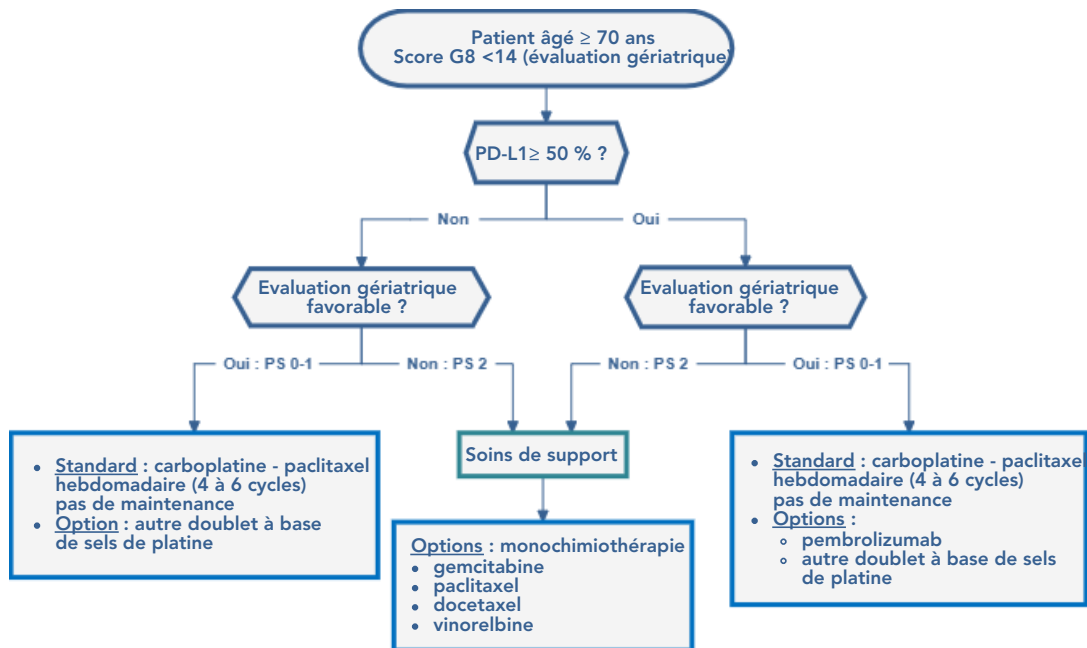 Patient âgé ≥ 70 ans
Score G8 <14 (évaluation gériatrique)
PD-L1≥ 50 % ?
Non
Oui
Evaluation gériatrique
favorable ?
Evaluation gériatrique
favorable ?
Oui : PS 0-1
Non : PS 2
Non : PS 2
Oui : PS 0-1
• Standard : carboplatine - paclitaxel
hebdomadaire (4 à 6 cycles)
pas de maintenance
• Option : autre doublet à base
de sels de platine
Soins de support
Options : monochimiothérapie
• gemcitabine
• paclitaxel
• docetaxel
• vinorelbine
• Standard : carboplatine - paclitaxel
hebdomadaire (4 à 6 cycles)
pas de maintenance
• Options :
◦ pembrolizumab
◦ autre doublet à base de sels
de platine